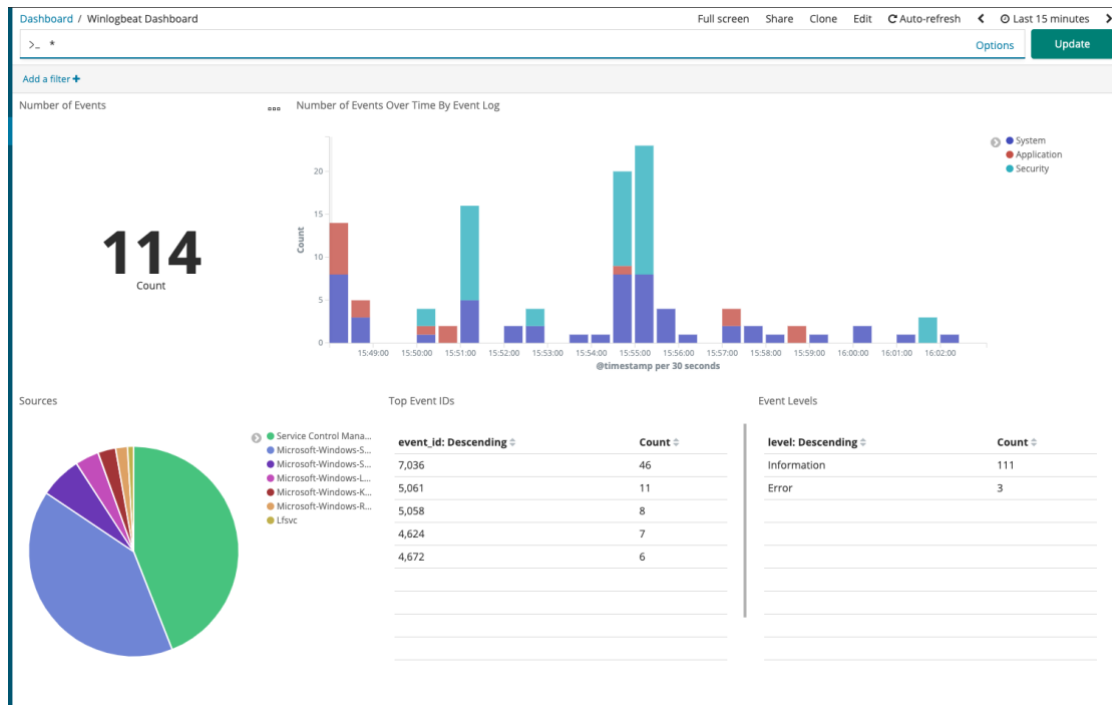 Dashboard / Winlogbeat Dashboard
Full screen Share Clone Edit Auto-refresh Last 15 minutes
>_ *
Options Update
Add a filter +
Number of Events
114
Count
Number of Events Over Time By Event Log
20
15
10
5
0
Count
15:49:00 15:50:00 15:51:00 15:52:00 15:53:00 15:54:00 15:55:00 15:56:00 15:57:00 15:58:00 15:59:00 16:00:00 16:01:00 16:02:00
@timestamp per 30 seconds
System
Application
Security
Sources
Service Control Mana...
Microsoft-Windows-S...
Microsoft-Windows-S...
Microsoft-Windows-L...
Microsoft-Windows-K...
Microsoft-Windows-R...
Lfsvc
Top Event IDs
event_id: Descending Count
7,036 46
5,061 11
5,058 8
4,624 7
4,672 6
Event Levels
level: Descending Count
Information 111
Error 3